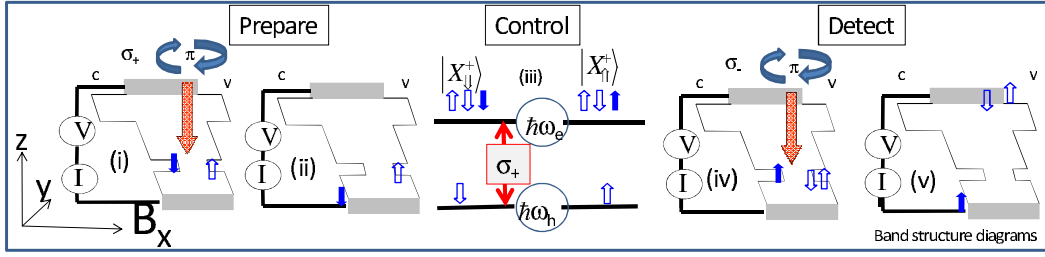 Prepare
Control
Detect
σ₊ π
c v
V
I
(i)
z
y
Bₓ
c v
V
I
(ii)
|X⁺⇓⟩ (iii) |X⁺⇑⟩
ħωₑ
σ₊
ħωₕ
σ₋ π
c v
V
I
(iv)
c v
V
I
(v)
Band structure diagrams